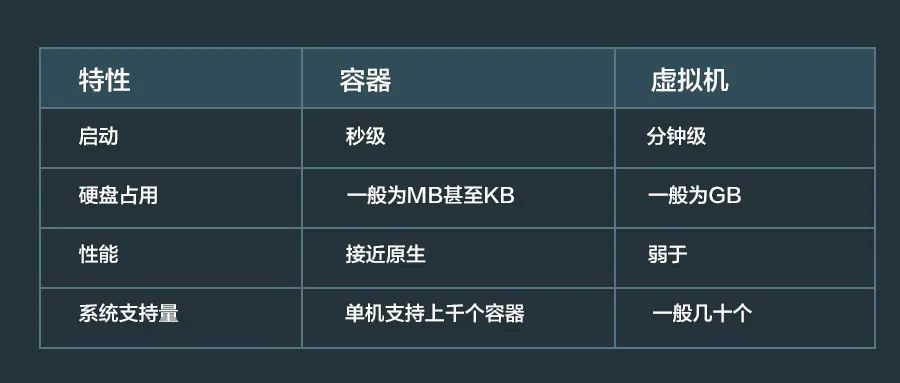 特性 容器 虚拟机
启动 秒级 分钟级
硬盘占用 一般为MB甚至KB 一般为GB
性能 接近原生 弱于
系统支持量 单机支持上千个容器 一般几十个